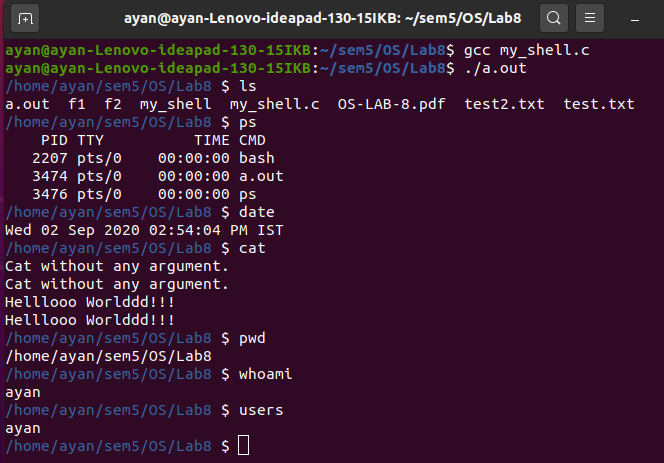 ayan@ayan-Lenovo-ideapad-130-15IKB: ~/sem5/OS/Lab8
ayan@ayan-Lenovo-ideapad-130-15IKB:~/sem5/OS/Lab8$ gcc my_shell.c
ayan@ayan-Lenovo-ideapad-130-15IKB:~/sem5/OS/Lab8$ ./a.out
/home/ayan/sem5/OS/Lab8 $ ls
a.out  f1  f2  my_shell  my_shell.c  OS-LAB-8.pdf  test2.txt  test.txt
/home/ayan/sem5/OS/Lab8 $ ps
    PID TTY          TIME CMD
   2207 pts/0    00:00:00 bash
   3474 pts/0    00:00:00 a.out
   3476 pts/0    00:00:00 ps
/home/ayan/sem5/OS/Lab8 $ date
Wed 02 Sep 2020 02:54:04 PM IST
/home/ayan/sem5/OS/Lab8 $ cat
Cat without any argument.
Cat without any argument.
Helllooo Worlddd!!!
Helllooo Worlddd!!!
/home/ayan/sem5/OS/Lab8 $ pwd
/home/ayan/sem5/OS/Lab8
/home/ayan/sem5/OS/Lab8 $ whoami
ayan
/home/ayan/sem5/OS/Lab8 $ users
ayan
/home/ayan/sem5/OS/Lab8 $